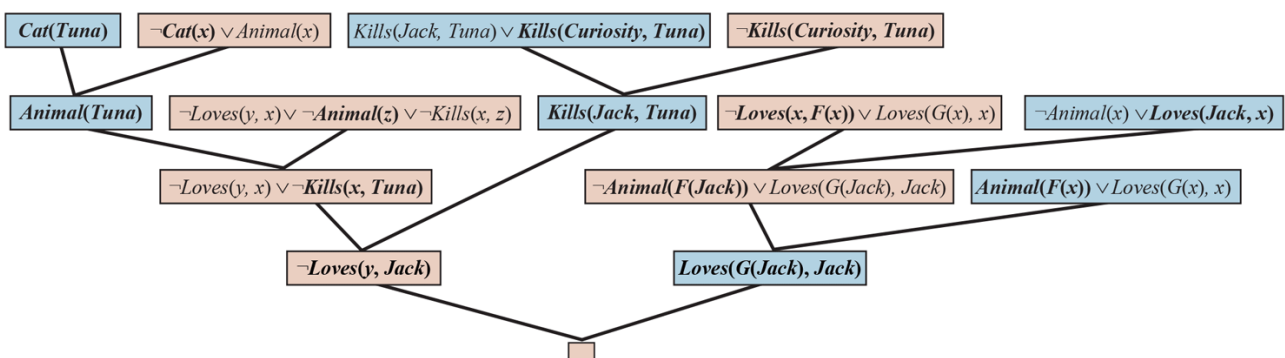 Cat(Tuna) ¬Cat(x) ∨ Animal(x) Kills(Jack, Tuna) ∨ Kills(Curiosity, Tuna) ¬Kills(Curiosity, Tuna)
Animal(Tuna) ¬Loves(y, x) ∨ ¬Animal(z) ∨ ¬Kills(x, z) Kills(Jack, Tuna) ¬Loves(x, F(x)) ∨ Loves(G(x), x) ¬Animal(x) ∨ Loves(Jack, x)
¬Loves(y, x) ∨ ¬Kills(x, Tuna) ¬Animal(F(Jack)) ∨ Loves(G(Jack), Jack) Animal(F(x)) ∨ Loves(G(x), x)
¬Loves(y, Jack) Loves(G(Jack), Jack)